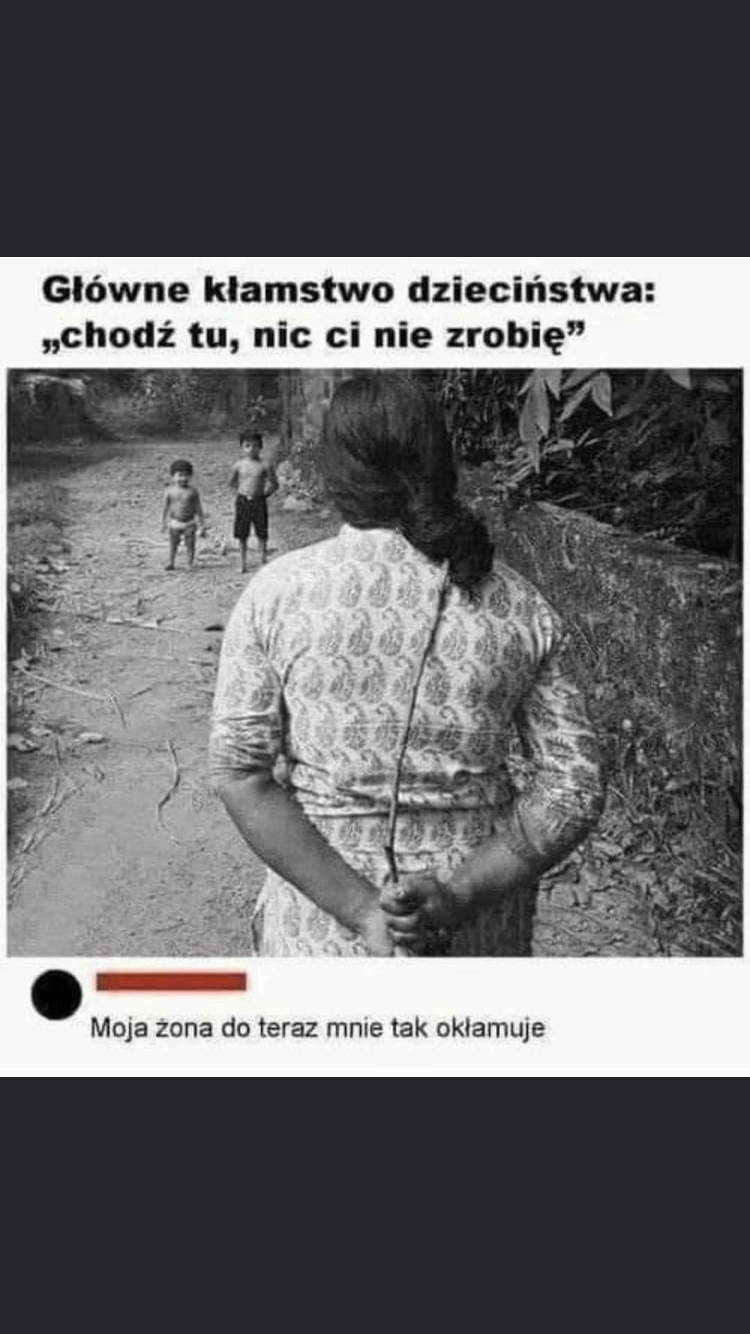 Główne kłamstwo dzieciństwa:
„chodź tu, nic ci nie zrobię”
Moja żona do teraz mnie tak okłamuje